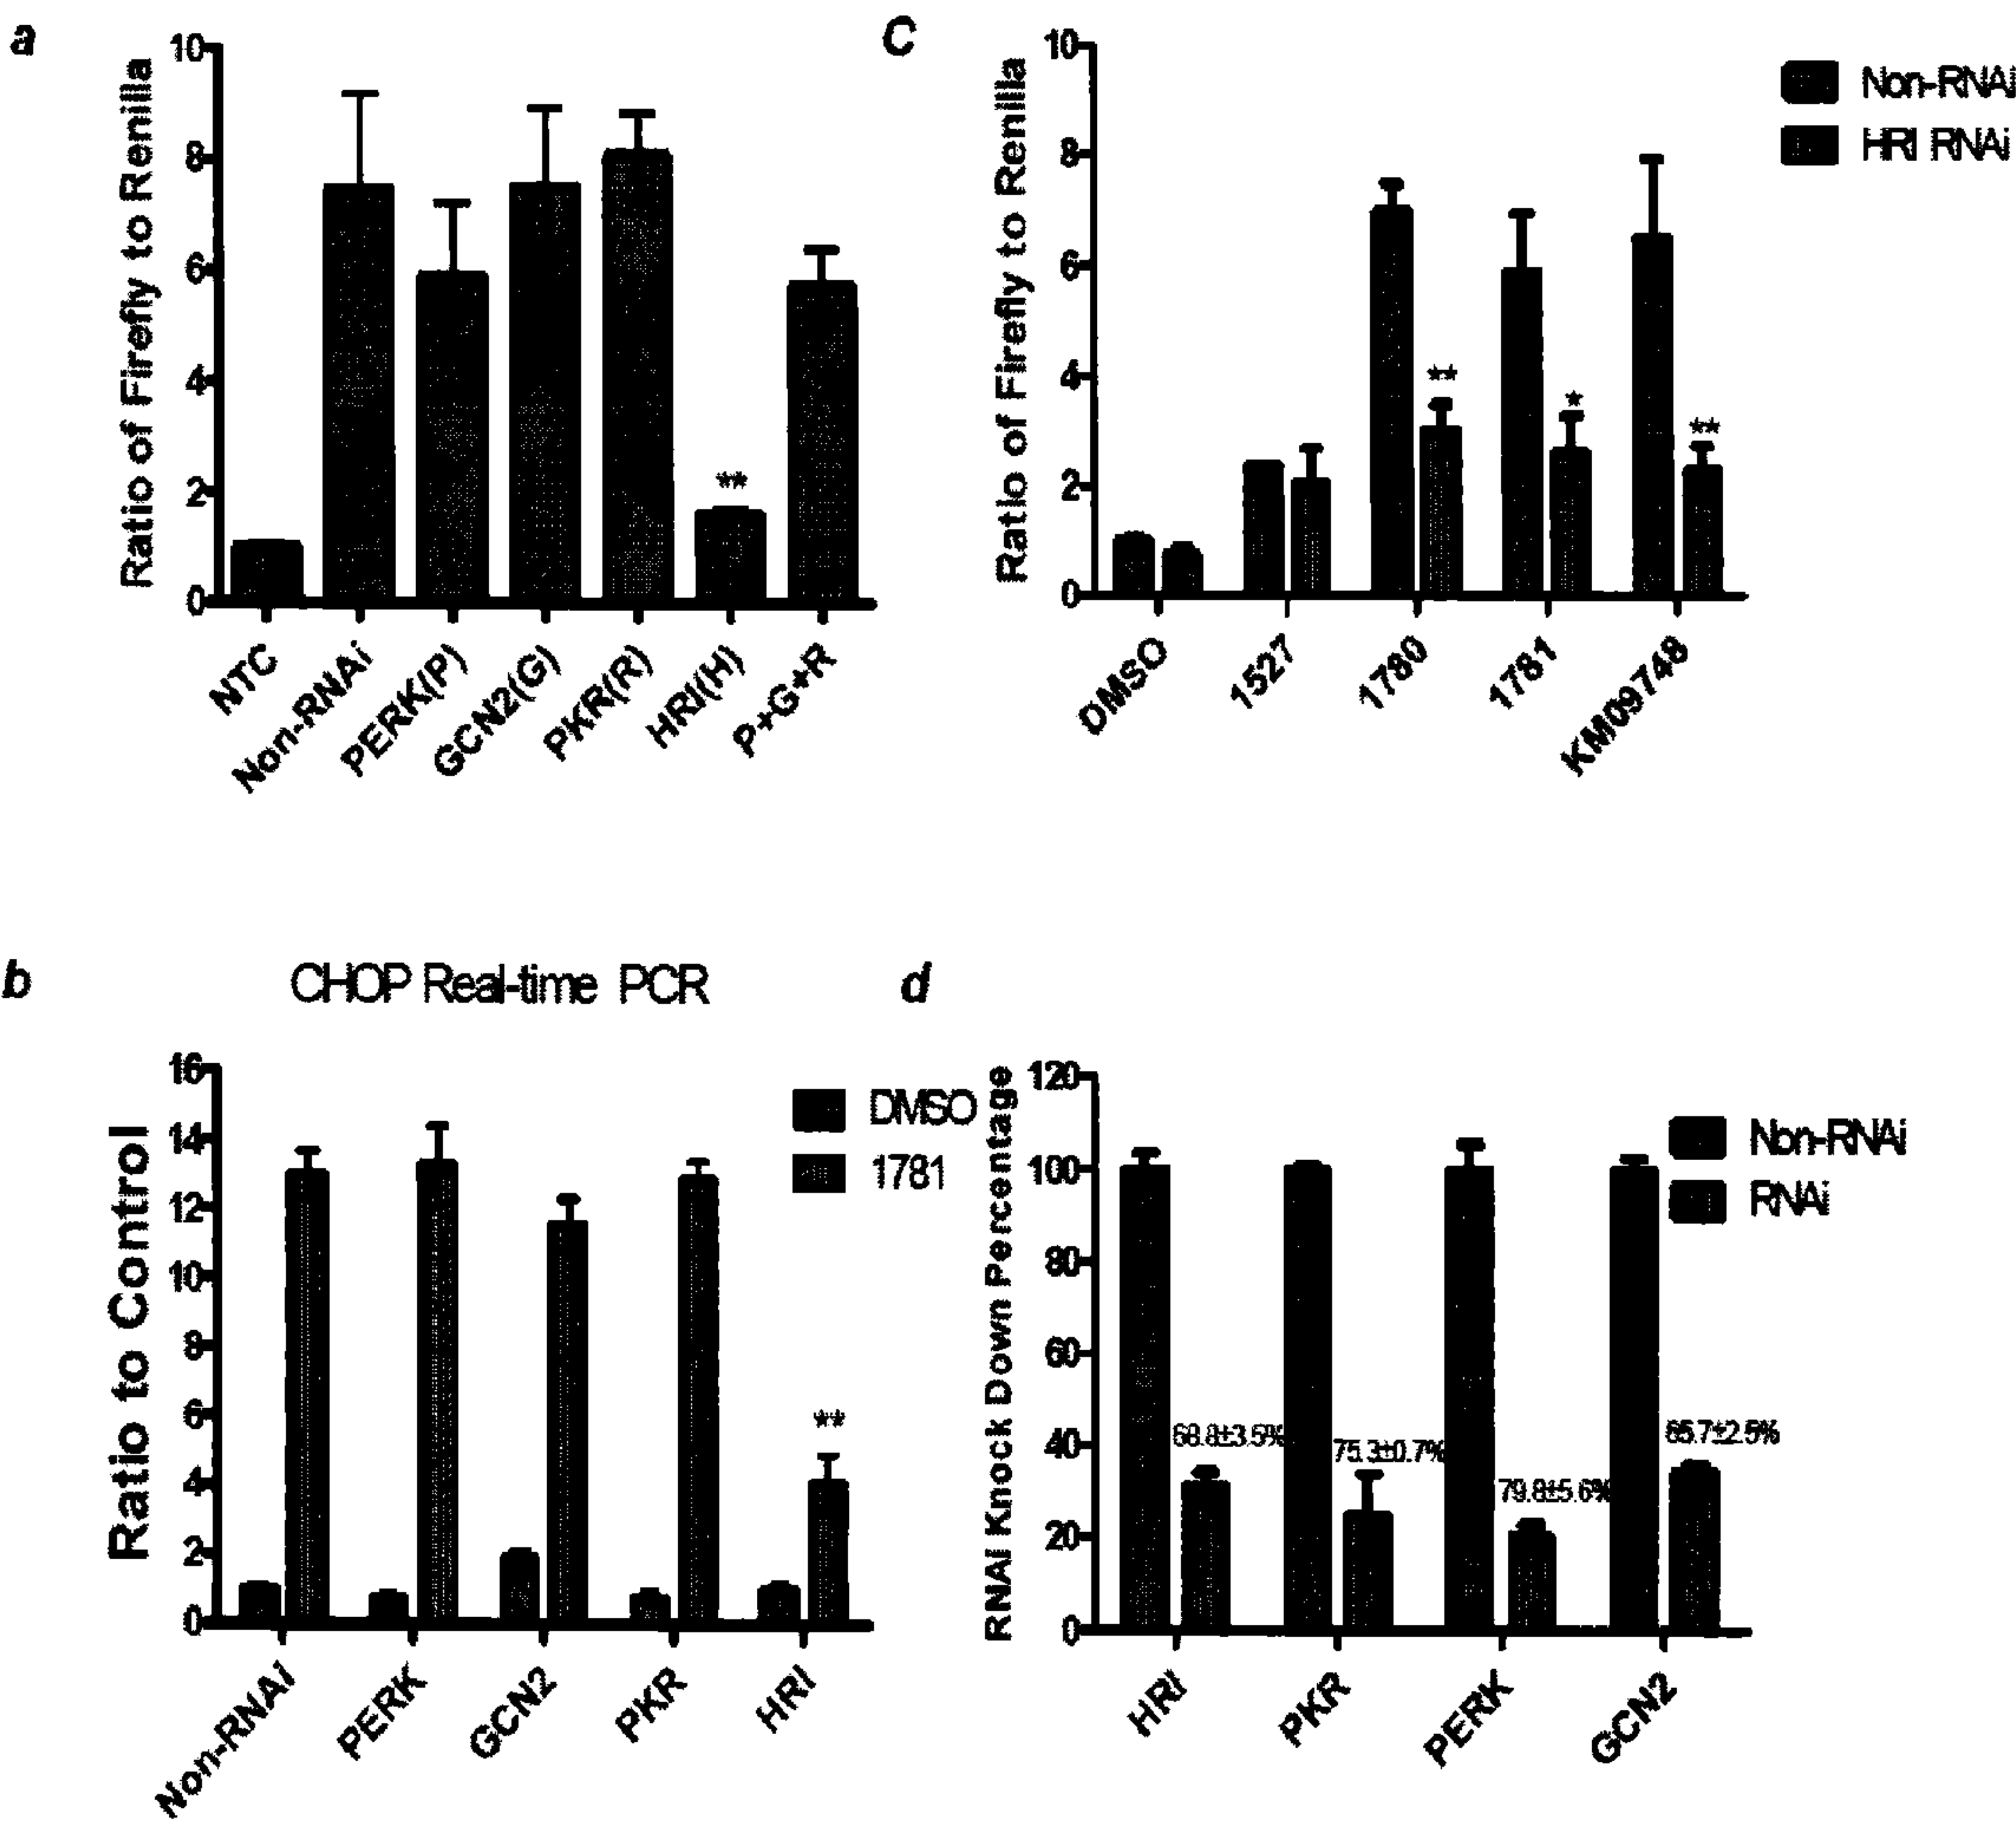 a
Ratio of Firefly to Renilla
10
8
6
4
2
0
**
NTC
Non-RNAi
PERK(P)
GCN2(G)
PKR(R)
HRI(H)
P+G+R
C
Ratio of Firefly to Renilla
10
8
6
4
2
0
**
*
**
DMSO
1527
1780
1781
KM09748
Non-RNAi
HRI RNAi
b
CHOP Real-time PCR
Ratio to Control
16
14
12
10
8
6
4
2
0
**
DMSO
1781
Non-RNAi
PERK
GCN2
PKR
HRI
d
RNAi Knock Down Percentage
120
100
80
60
40
20
0
68.8±3.5%
75.3±0.7%
79.8±5.6%
65.7±2.5%
Non-RNAi
RNAi
HRI
PKR
PERK
GCN2